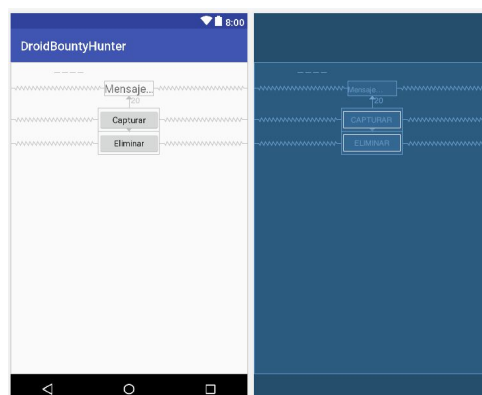 8:00
DroidBountyHunter
Mensaje...
20
Capturar
Eliminar
Mensaje...
20
CAPTURAR
ELIMINAR